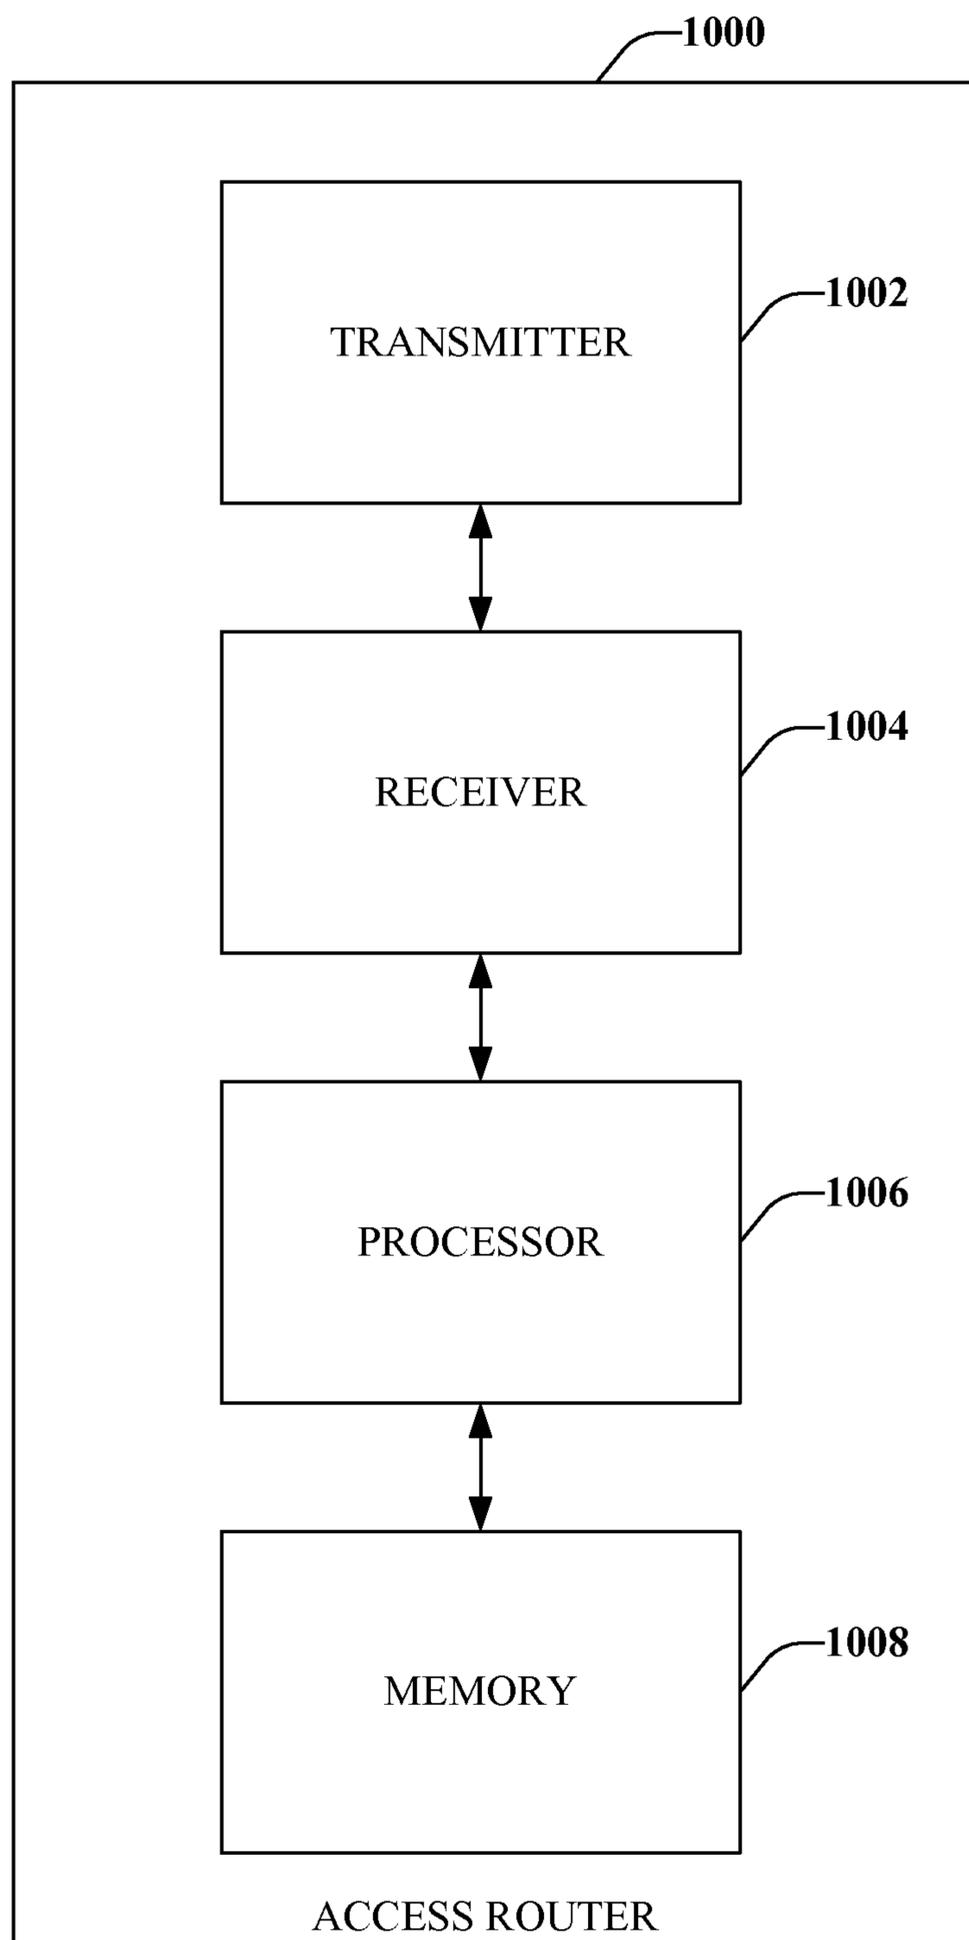 1000
TRANSMITTER
1002
RECEIVER
1004
PROCESSOR
1006
MEMORY
1008
ACCESS ROUTER